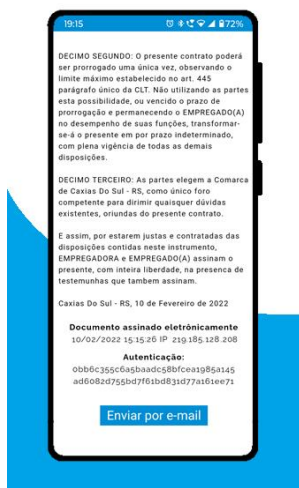 19:15
72%
DECIMO SEGUNDO: O presente contrato poderá
ser prorrogado uma única vez, observando o
limite máximo estabelecido no art. 445
parágrafo único da CLT. Não utilizando as partes
esta possibilidade, ou vencido o prazo de
prorrogação e permanecendo o EMPREGADO(A)
no desempenho de suas funções, transformar-
se-á o presente em por prazo indeterminado,
com plena vigência de todas as demais
disposições.
DECIMO TERCEIRO: As partes elegem a Comarca
de Caxias Do Sul - RS, como único foro
competente para dirimir quaisquer dúvidas
existentes, oriundas do presente contrato.
E assim, por estarem justas e contratadas das
disposições contidas neste instrumento,
EMPREGADORA e EMPREGADO(A) assinam o
presente, com inteira liberdade, na presenca de
testemunhas que tambem assinam.
Caxias Do Sul - RS, 10 de Fevereiro de 2022
Documento assinado eletrônicamente
10/02/2022 15:15:26 IP 219.185.128.208
Autenticação:
0bb6c355c6a5baadc58bfcea1985a145
ad6082d755bd7f61bd831d77a161ee71
Enviar por e-mail